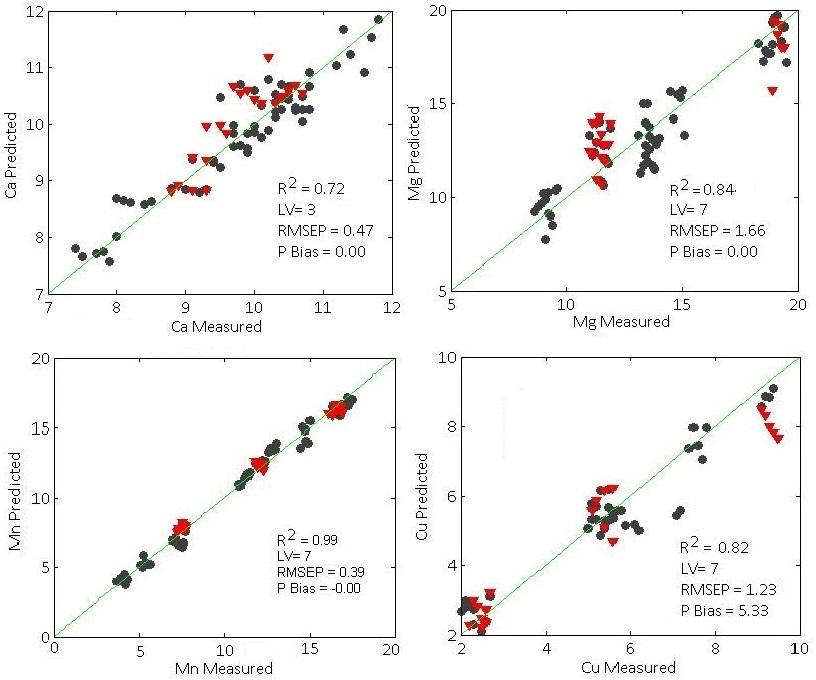 12
11
10
9
8
7
Ca Predicted
R2 = 0.72
LV= 3
RMSEP = 0.47
P Bias = 0.00
7 8 9 10 11 12
Ca Measured
20
15
10
5
Mg Predicted
R2 = 0.84
LV= 7
RMSEP = 1.66
P Bias = 0.00
5 10 15 20
Mg Measured
20
15
10
5
0
Mn Predicted
R2 = 0.99
LV= 7
RMSEP = 0.39
P Bias = -0.00
0 5 10 15 20
Mn Measured
10
8
6
4
2
Cu Predicted
R2 = 0.82
LV= 7
RMSEP = 1.23
P Bias = 5.33
2 4 6 8 10
Cu Measured